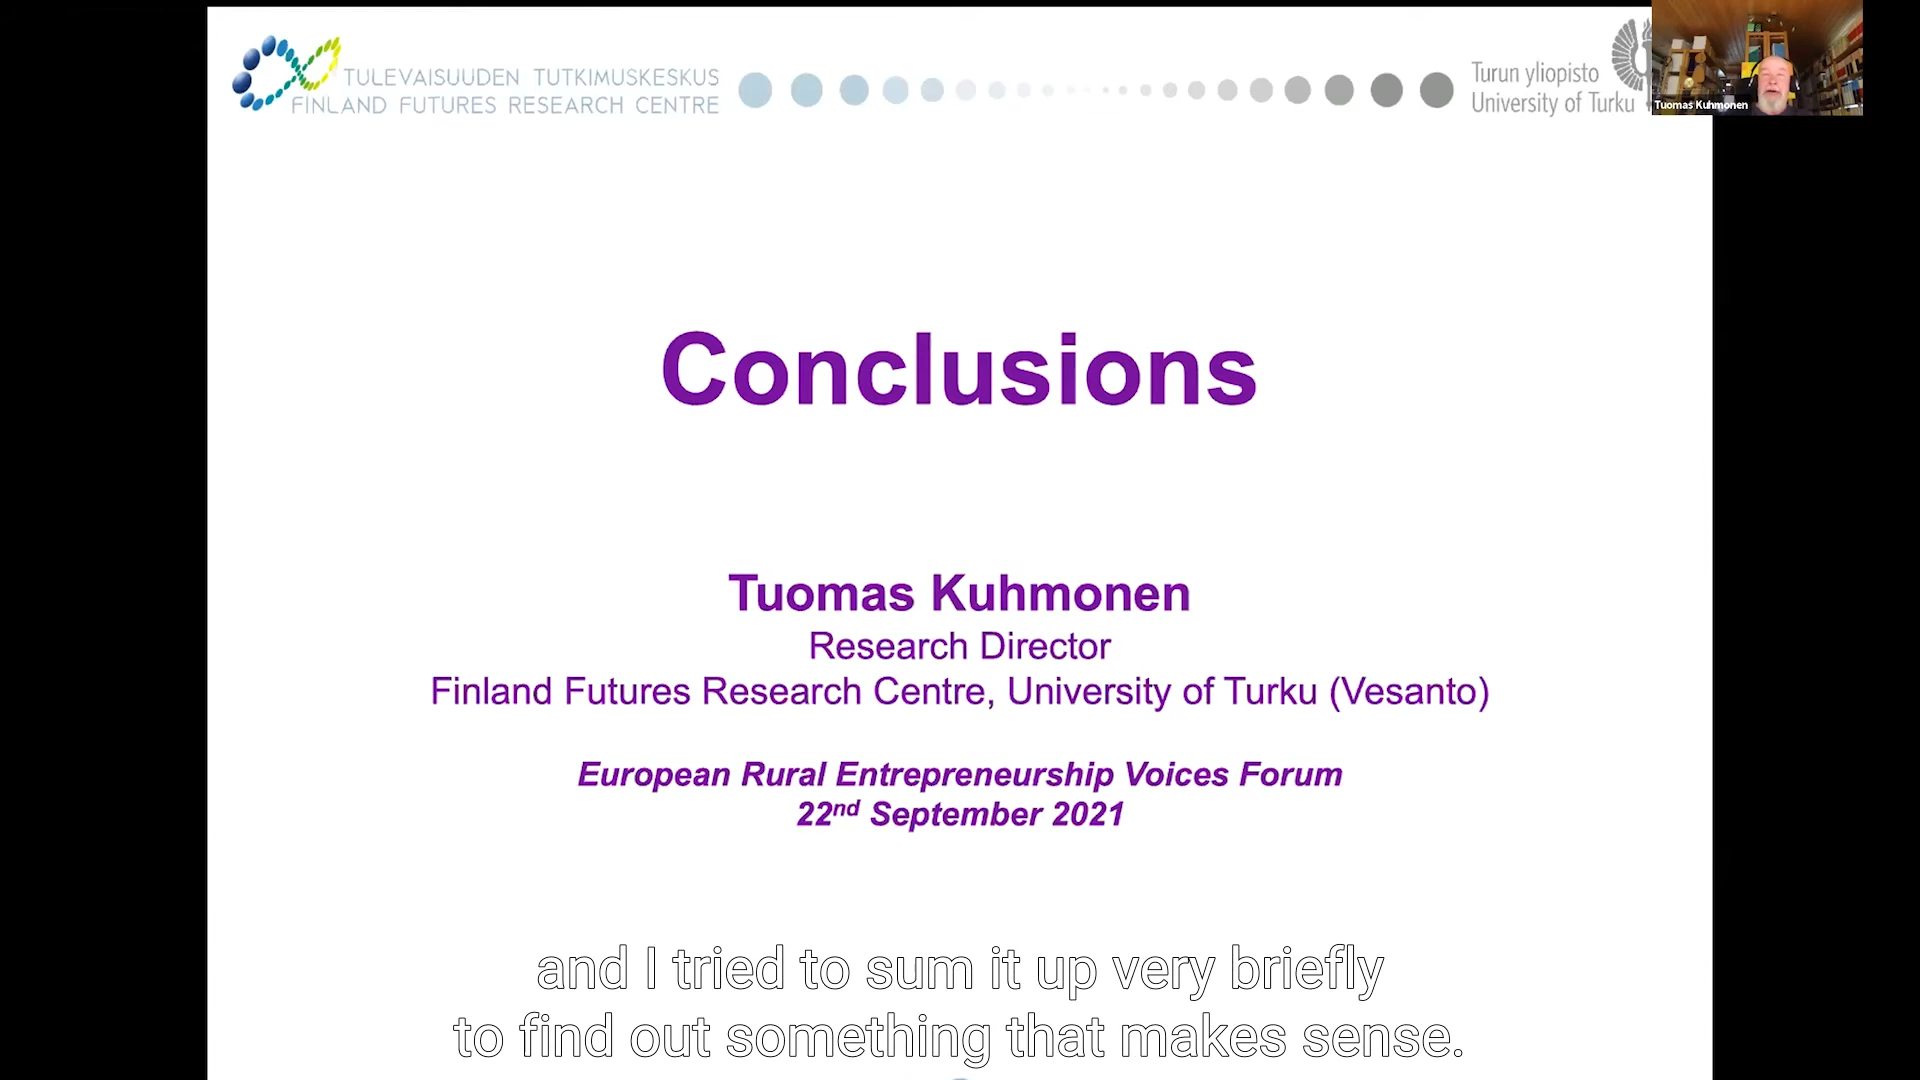 TULEVAISUUDEN TUTKIMUSKESKUS
FINLAND FUTURES RESEARCH CENTRE
Turun yliopisto
University of Turku
Tuomas Kuhmonen
Conclusions
Tuomas Kuhmonen
Research Director
Finland Futures Research Centre, University of Turku (Vesanto)
European Rural Entrepreneurship Voices Forum
22nd September 2021
and I tried to sum it up very briefly
to find out something that makes sense.